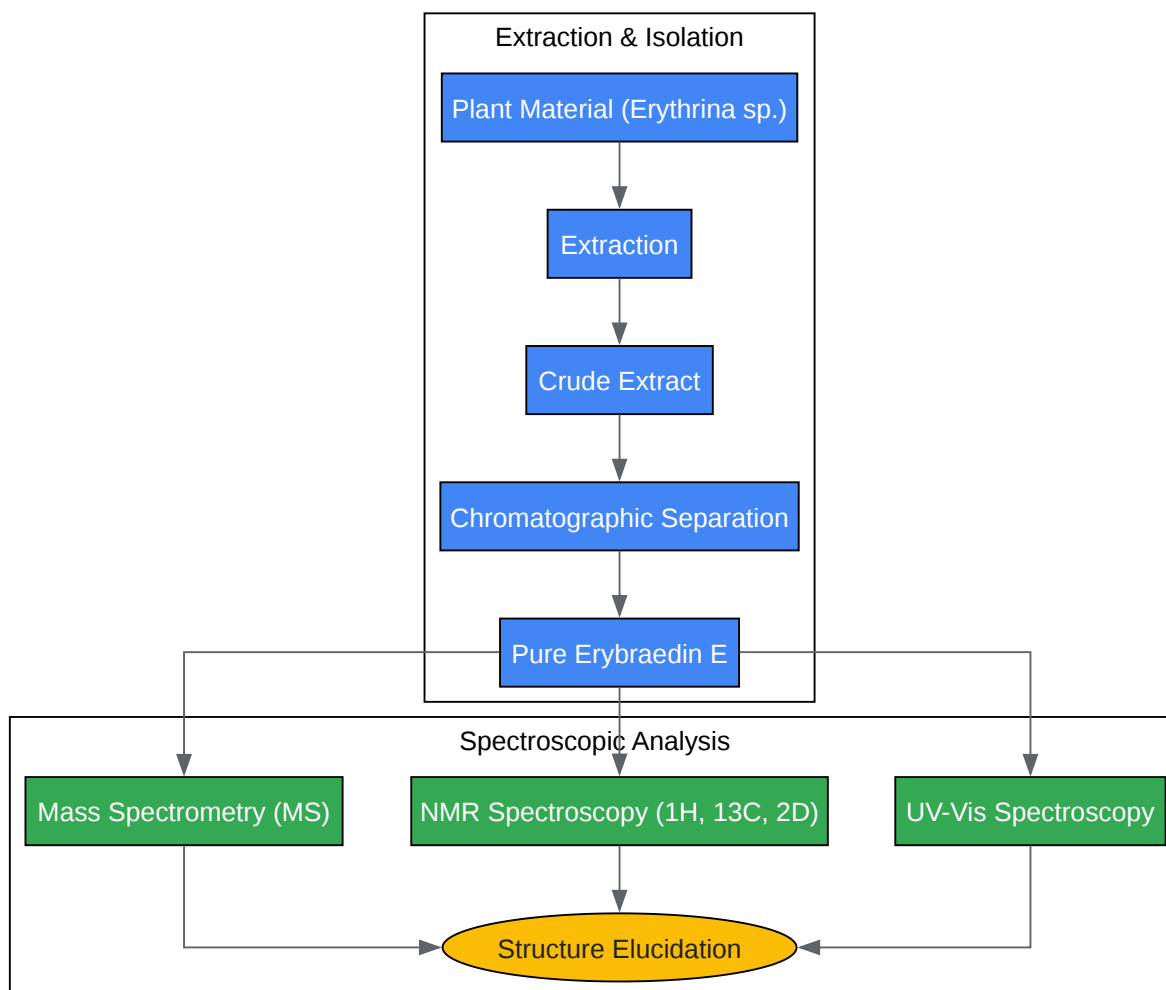 Extraction & Isolation
Plant Material (Erythrina sp.)
Extraction
Crude Extract
Chromatographic Separation
Pure Erybraedin E
Spectroscopic Analysis
Mass Spectrometry (MS)
NMR Spectroscopy (1H, 13C, 2D)
UV-Vis Spectroscopy
Structure Elucidation